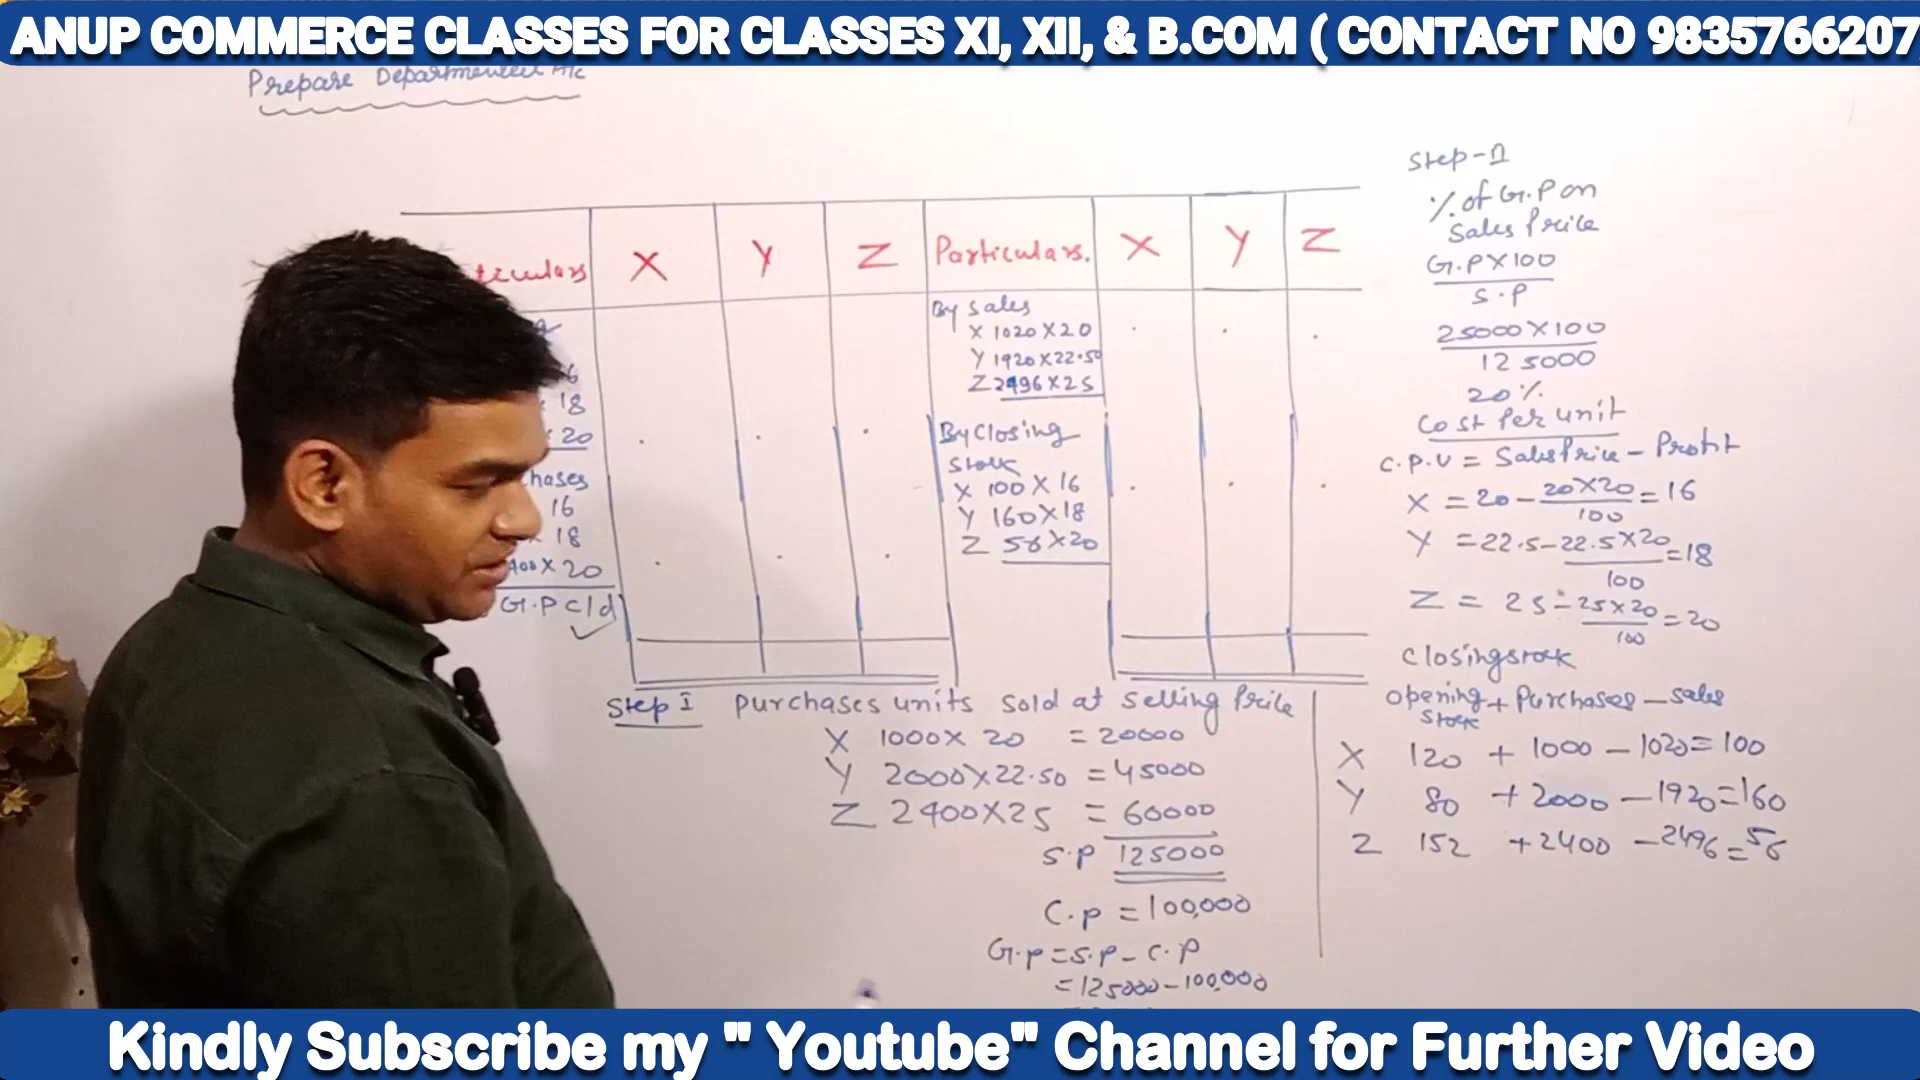 ANUP COMMERCE CLASSES FOR CLASSES XI, XII, & B.COM ( CONTACT NO 9835766207
Prepare Departmental A/c
X Y Z Particulars. X Y Z
By Sales
X 1020 X 20
Y 1920 X 22.50
Z 2496 X 25
18
20
By Closing
Stock
X 100 X 16
Y 160 X 18
Z 56 X 20
hases
16
X 18
400 X 20
G.P c/d
Step-II
% of G.P on
Sales Price
G.P X 100
S.P
25000 X 100
125000
20 %
Cost Per unit
C.P.U = Sales Price - Profit
X = 20 - 20X20 = 16
100
Y = 22.5 - 22.5X20 = 18
100
Z = 25 - 25X20 = 20
100
Closing stock
opening + Purchases - sales
Stock
X 120 + 1000 - 1020 = 100
Y 80 + 2000 - 1920 = 160
Z 152 + 2400 - 2496 = 56
Step I purchases units sold at selling Price
X 1000 X 20 = 20000
Y 2000 X 22.50 = 45000
Z 2400 X 25 = 60000
S.P 125000
C.P = 100,000
G.P = S.P - C.P
= 125000 - 100,000
Kindly Subscribe my " Youtube" Channel for Further Video